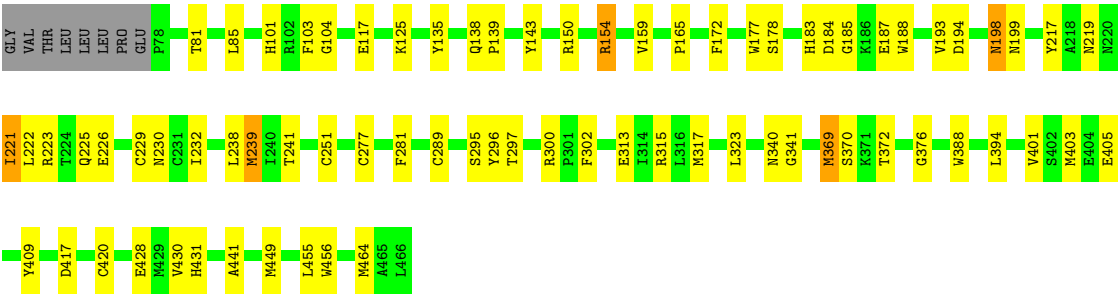 GLY VAL THR LEU LEU LEU PRO GLU P78 T81 L85 H101 R102 F103 G104 E117 K125 Y135 Q138 P139 Y143 R150 R154 V159 P165 F172 W177 S178 H183 D184 G185 K186 E187 W188 V193 D194 N198 N199 Y217 A218 N219 N220
I221 L222 R223 T224 Q225 E226 C229 N230 C231 I232 L238 M239 I240 T241 C251 C277 F281 C289 S295 Y296 T297 R300 P301 F302 E313 I314 R315 L316 M317 L323 N340 G341 M369 S370 K371 T372 G376 W388 L394 V401 S402 M403 E404 E405
Y409 D417 C420 E428 M429 V430 H431 A441 M449 L455 W456 M464 A465 L466